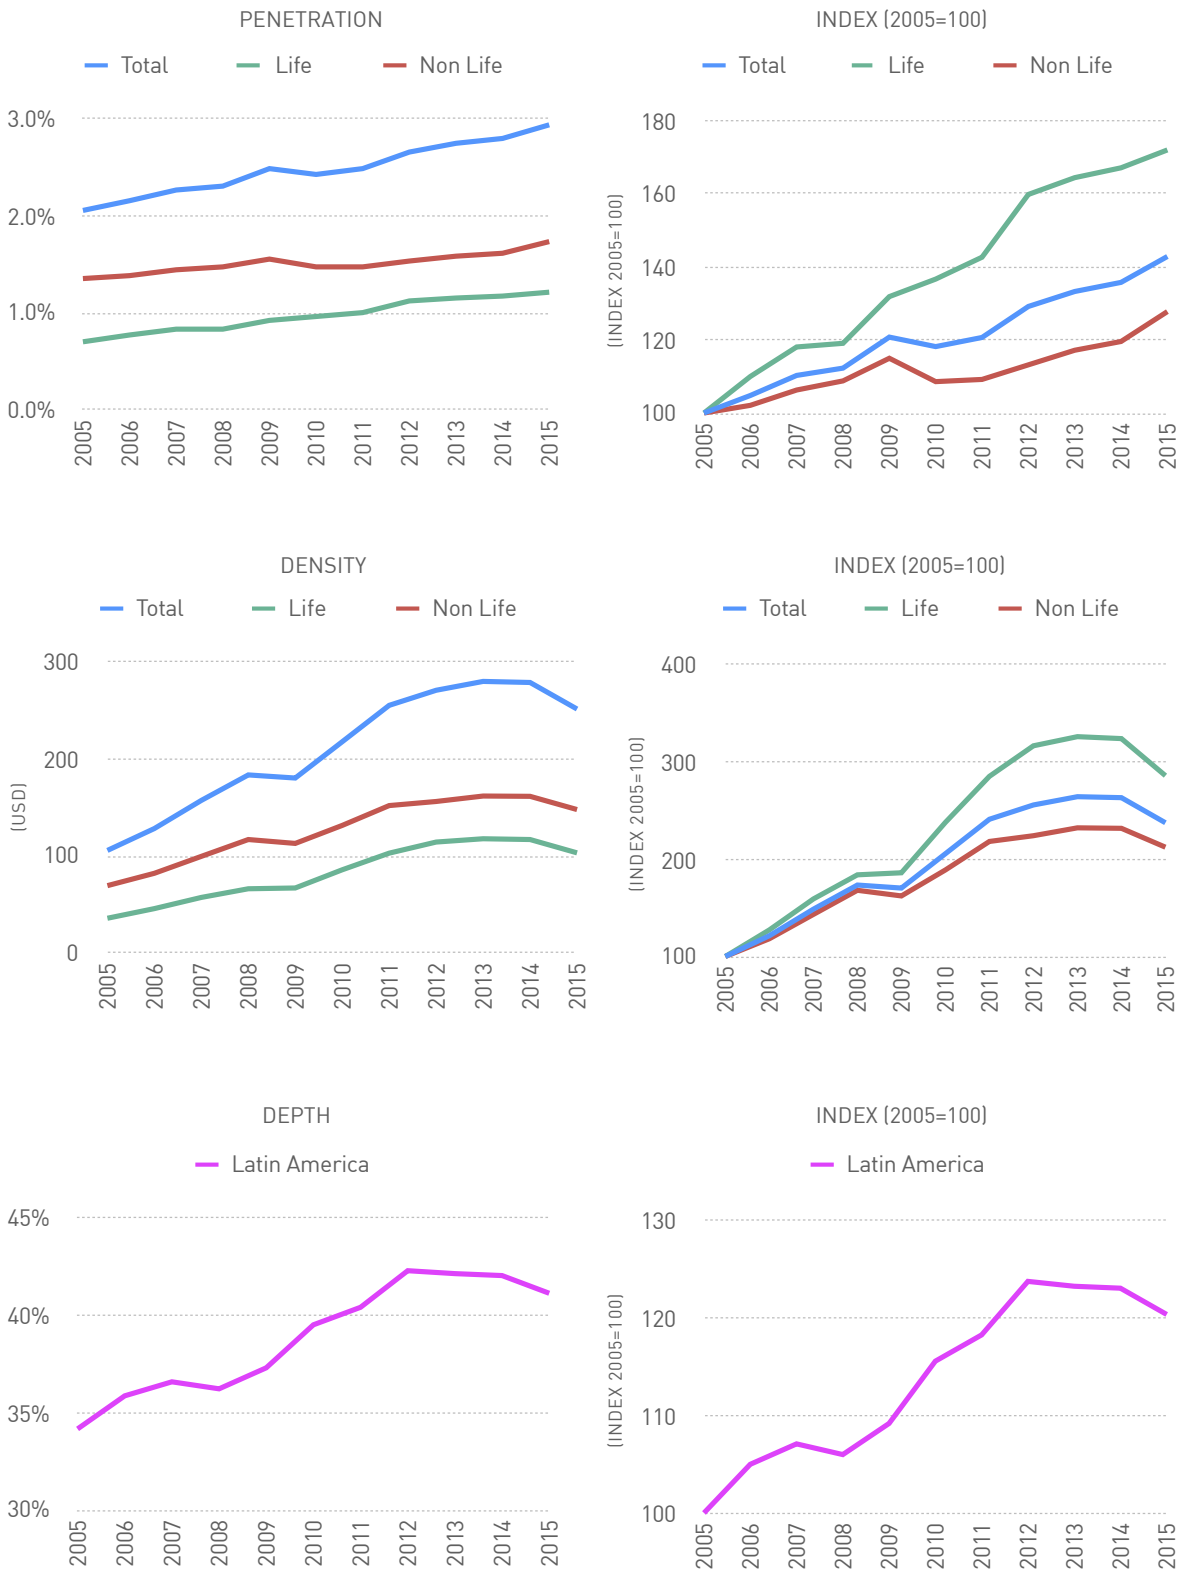 PENETRATION
Total Life Non Life
3.0%
2.0%
1.0%
0.0%
2005 2006 2007 2008 2009 2010 2011 2012 2013 2014 2015
INDEX (2005=100)
Total Life Non Life
(INDEX 2005=100)
180
160
140
120
100
2005 2006 2007 2008 2009 2010 2011 2012 2013 2014 2015
DENSITY
Total Life Non Life
(USD)
300
200
100
0
2005 2006 2007 2008 2009 2010 2011 2012 2013 2014 2015
INDEX (2005=100)
Total Life Non Life
(INDEX 2005=100)
400
300
200
100
2005 2006 2007 2008 2009 2010 2011 2012 2013 2014 2015
DEPTH
Latin America
45%
40%
35%
30%
2005 2006 2007 2008 2009 2010 2011 2012 2013 2014 2015
INDEX (2005=100)
Latin America
(INDEX 2005=100)
130
120
110
100
2005 2006 2007 2008 2009 2010 2011 2012 2013 2014 2015